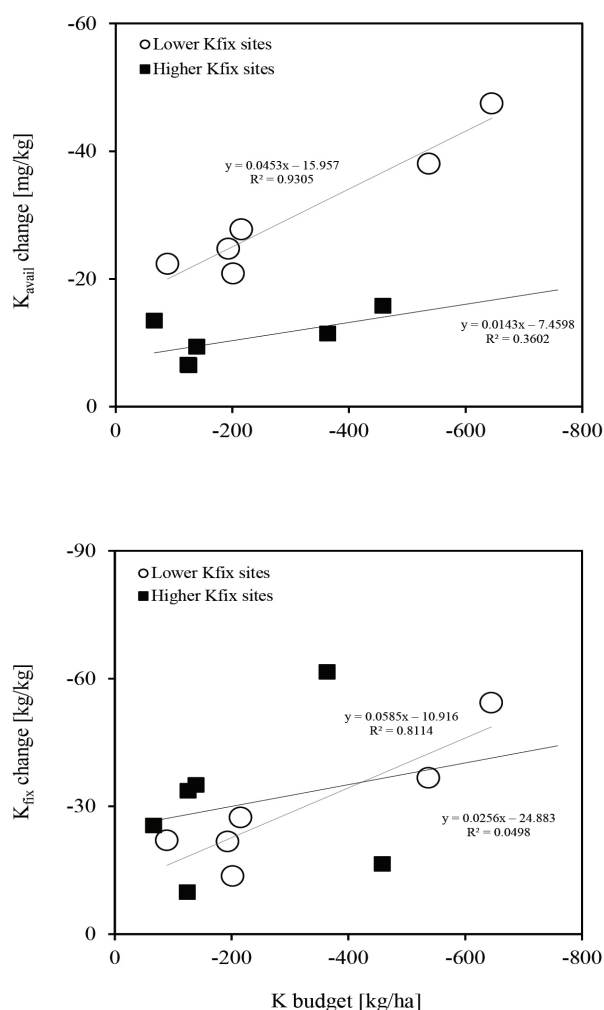 -60
Lower Kfix sites
Higher Kfix sites
-40
y = 0.0453x – 15.957
R² = 0.9305
Kavail change [mg/kg]
-20
y = 0.0143x – 7.4598
R² = 0.3602
0
0 -200 -400 -600 -800
-90
Lower Kfix sites
Higher Kfix sites
-60
y = 0.0585x – 10.916
R² = 0.8114
Kfix change [kg/kg]
-30
y = 0.0256x – 24.883
R² = 0.0498
0
0 -200 -400 -600 -800
K budget [kg/ha]